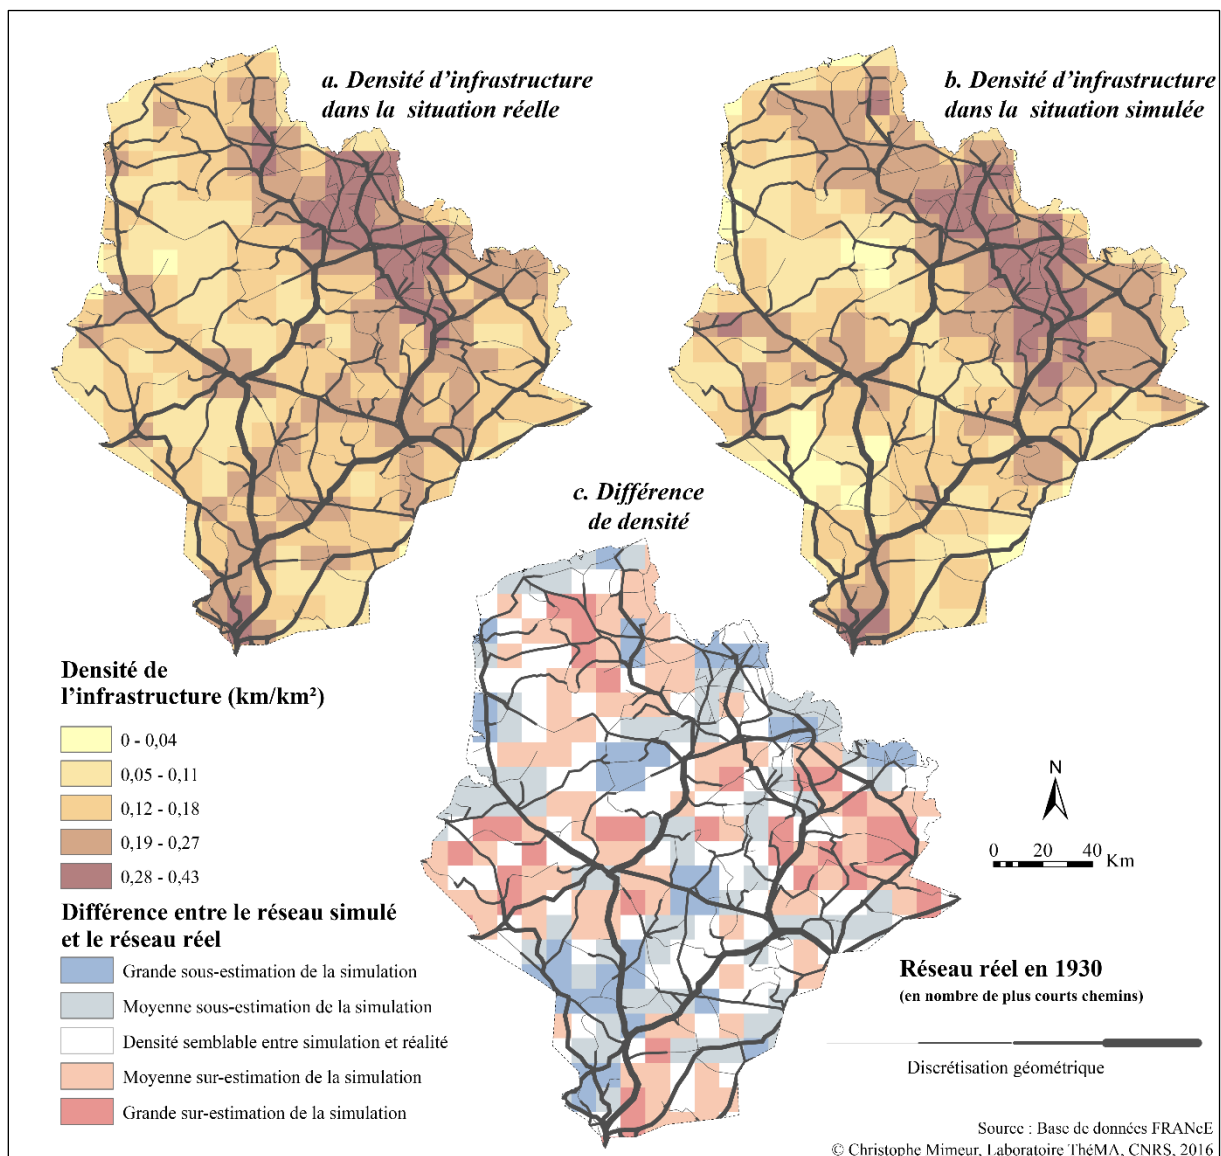 a. Densité d’infrastructure
dans la situation réelle
b. Densité d’infrastructure
dans la situation simulée
c. Différence
de densité
Densité de
l’infrastructure (km/km²)
0 - 0,04
0,05 - 0,11
0,12 - 0,18
0,19 - 0,27
0,28 - 0,43
Différence entre le réseau simulé
et le réseau réel
Grande sous-estimation de la simulation
Moyenne sous-estimation de la simulation
Densité semblable entre simulation et réalité
Moyenne sur-estimation de la simulation
Grande sur-estimation de la simulation
N
0 20 40 Km
Réseau réel en 1930
(en nombre de plus courts chemins)
Discrétisation géométrique
Source : Base de données FRANcE
© Christophe Mimeur, Laboratoire ThéMA, CNRS, 2016